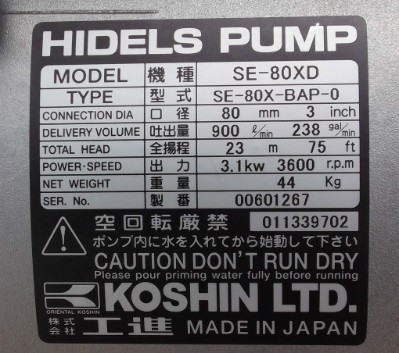 HIDELS PUMP
MODEL 機種 SE-80XD
TYPE 型式 SE-80X-BAP-0
CONNECTION DIA 口径 80 mm 3 inch
DELIVERY VOLUME 吐出量 900 ℓ/min 238 gal/min
TOTAL HEAD 全揚程 23 m 75 ft
POWER·SPEED 出力 3.1kw 3600 r.p.m
NET WEIGHT 重量 44 Kg
SER. No. 製番 00601267
空回転厳禁 011339702
ポンプ内に水を入れてから始動して下さい
CAUTION DON'T RUN DRY
Please pour priming water fully before running
KOSHIN LTD.
ORIENTAL KOSHIN
株式会社 工進 MADE IN JAPAN